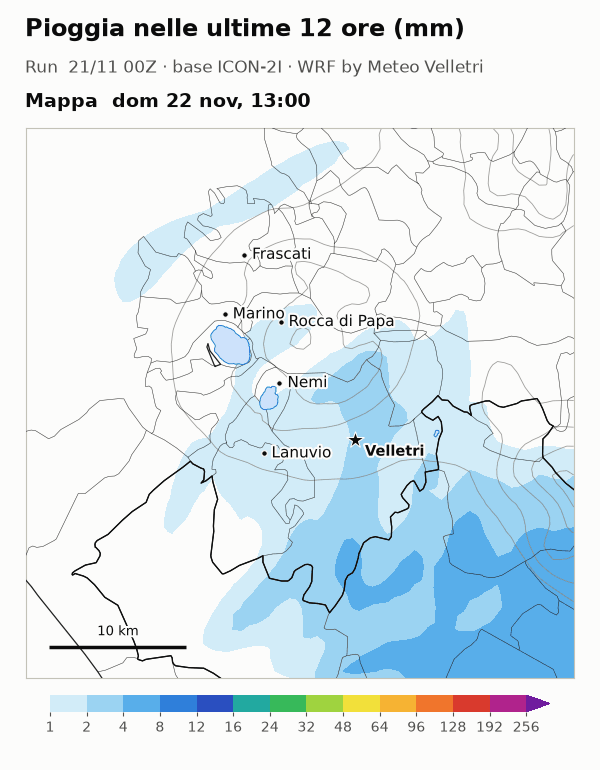 Pioggia nelle ultime 12 ore (mm)
Run 21/11 00Z · base ICON-2I · WRF by Meteo Velletri
Mappa dom 22 nov, 13:00
Frascati
Marino
Rocca di Papa
Nemi
Velletri
Lanuvio
10 km
1 2 4 8 12 16 24 32 48 64 96 128 192 256